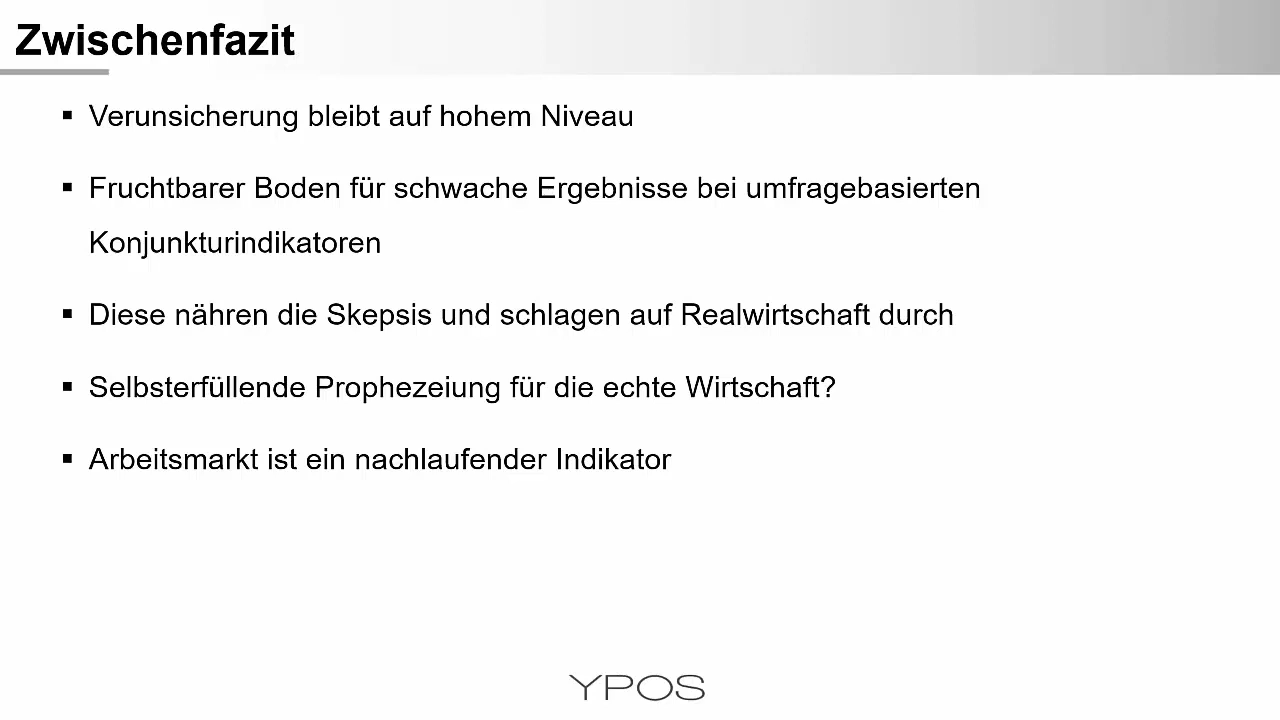 Zwischenfazit
Verunsicherung bleibt auf hohem Niveau
Fruchtbarer Boden für schwache Ergebnisse bei umfragebasierten
Konjunkturindikatoren
Diese nähren die Skepsis und schlagen auf Realwirtschaft durch
Selbsterfüllende Prophezeiung für die echte Wirtschaft?
Arbeitsmarkt ist ein nachlaufender Indikator
YPOS